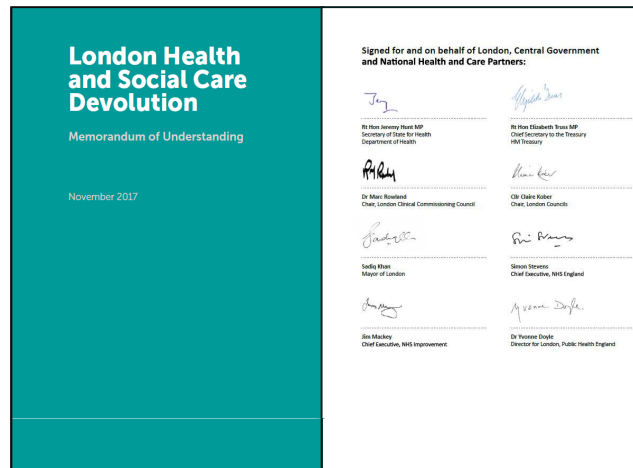 London Health
and Social Care
Devolution
Memorandum of Understanding
November 2017
Signed for and on behalf of London, Central Government
and National Health and Care Partners:
Rt Hon Jeremy Hunt MP
Secretary of State for Health
Department of Health
Rt Hon Elizabeth Truss MP
Chief Secretary to the Treasury
HM Treasury
Dr Marc Rowland
Chair, London Clinical Commissioning Council
Cllr Claire Kober
Chair, London Councils
Sadiq Khan
Mayor of London
Simon Stevens
Chief Executive, NHS England
Yvonne Doyle.
Jim Mackey
Chief Executive, NHS Improvement
Dr Yvonne Doyle
Director for London, Public Health England